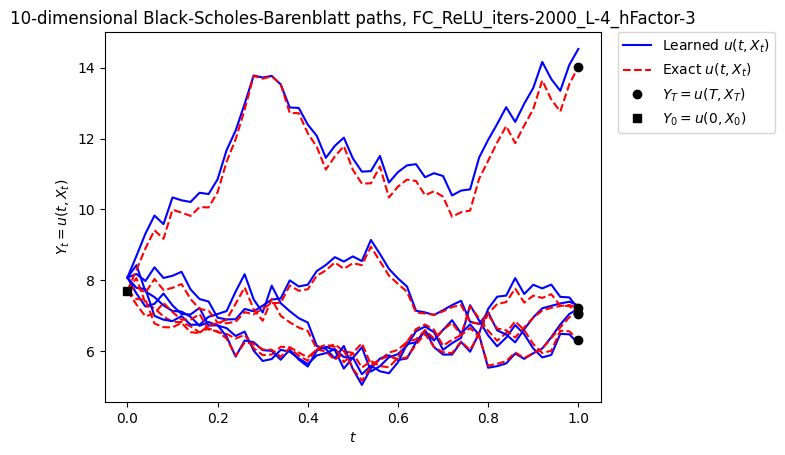 10-dimensional Black-Scholes-Barenblatt paths, FC_ReLU_iters-2000_L-4_hFactor-3
Learned u(t, X_t)
Exact u(t, X_t)
Y_T = u(T, X_T)
Y_0 = u(0, X_0)
Y_t = u(t, X_t)
14
12
10
8
6
0.0 0.2 0.4 0.6 0.8 1.0
t